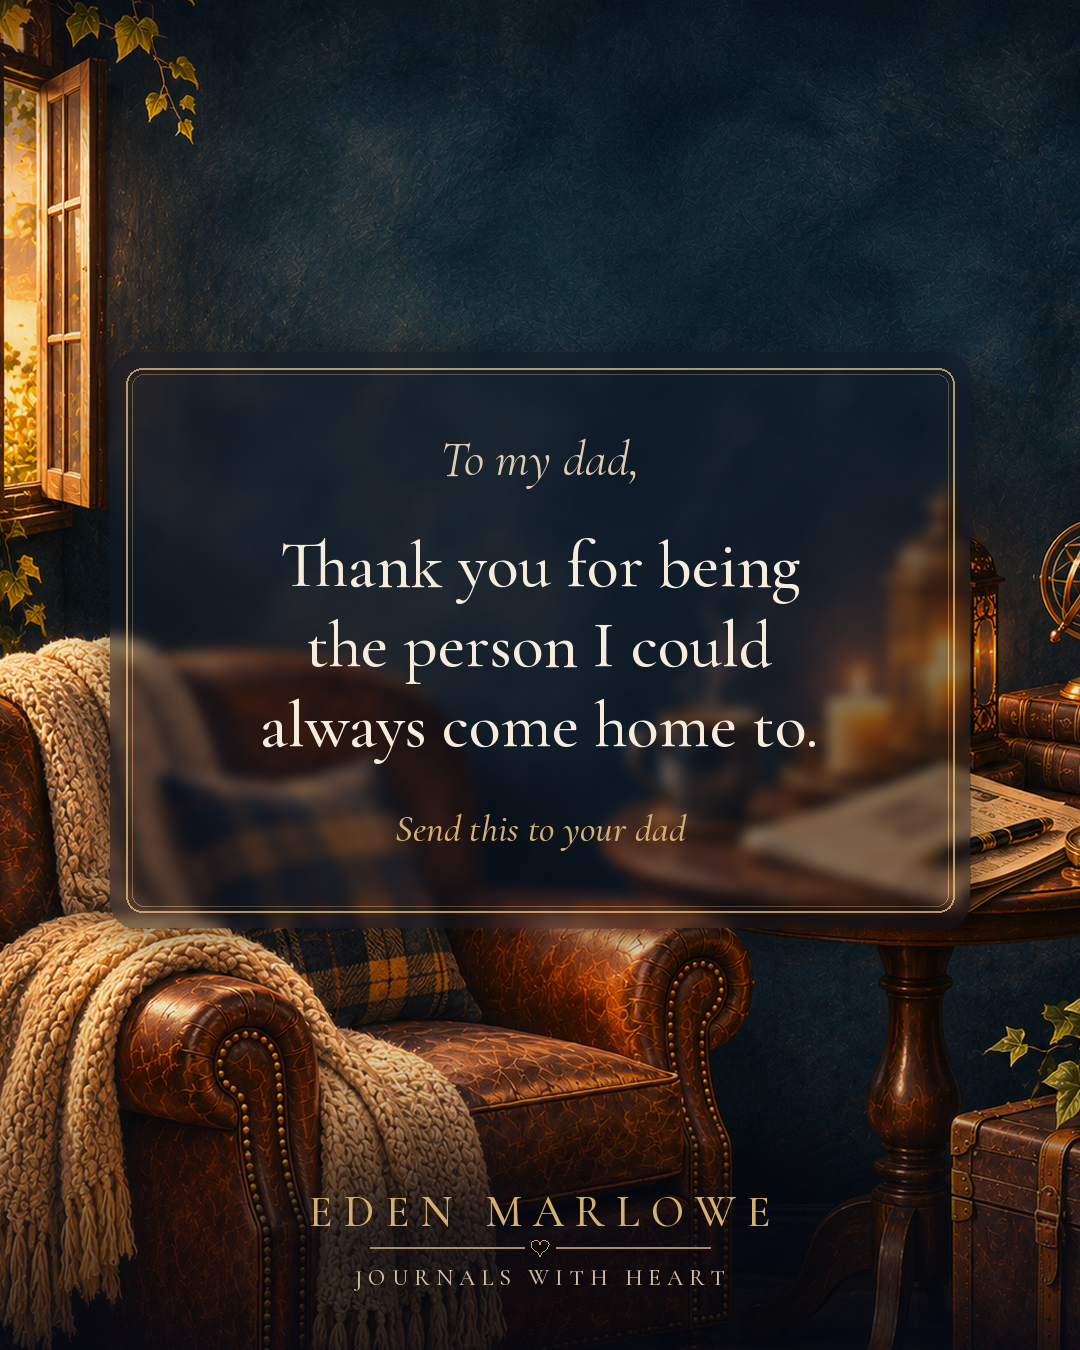 To my dad,
Thank you for being
the person I could
always come home to.
Send this to your dad
EDEN MARLOWE
JOURNALS WITH HEART